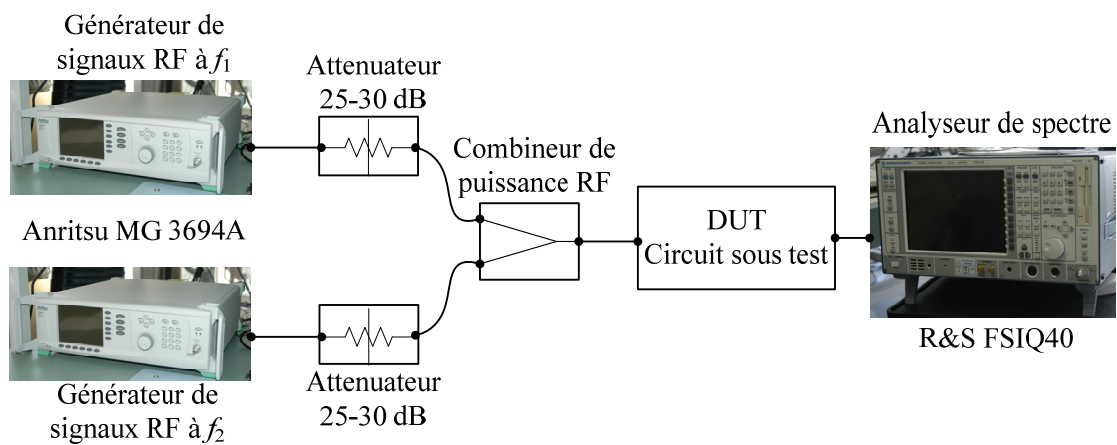 Générateur de
signaux RF à f1
Attenuateur
25-30 dB
Combineur de
puissance RF
Analyseur de spectre
Anritsu MG 3694A
DUT
Circuit sous test
R&S FSIQ40
Générateur de
signaux RF à f2
Attenuateur
25-30 dB